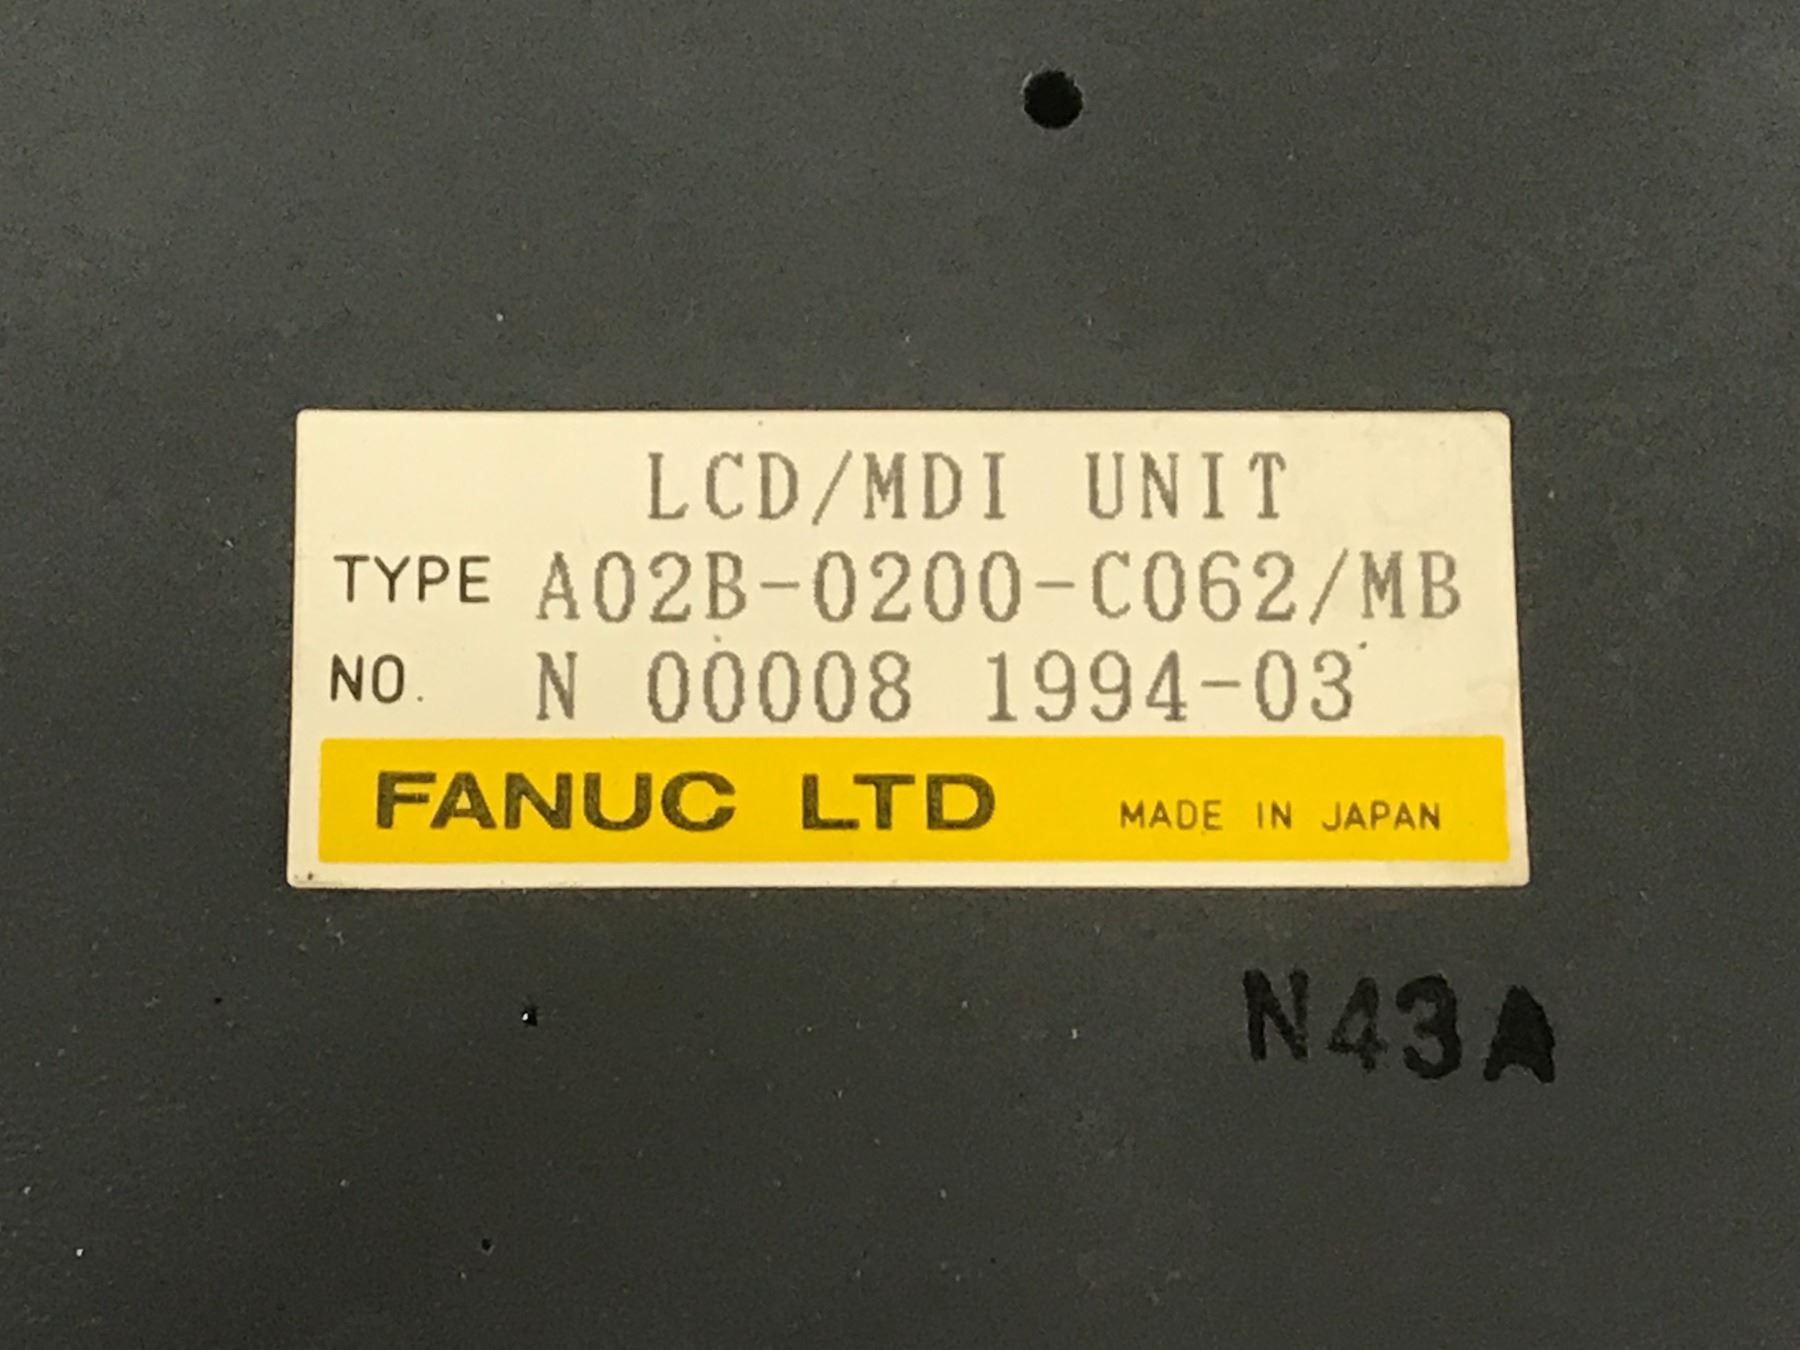 LCD/MDI UNIT
TYPE A02B-0200-C062/MB
NO. N 00008 1994-03
FANUC LTD MADE IN JAPAN
N43A